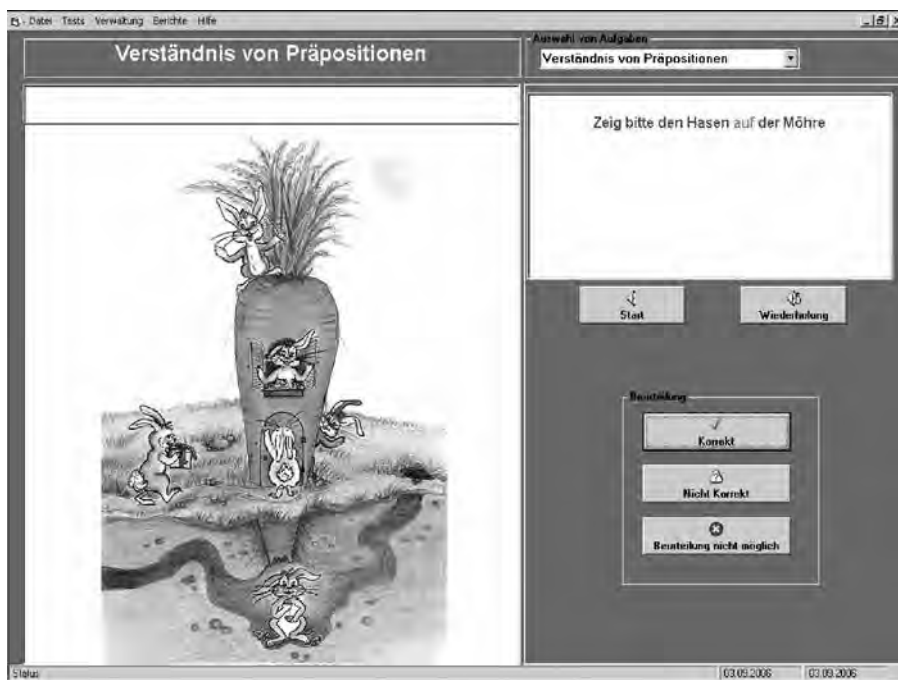 Datei Tests Verwaltung Berichte Hilfe
Verständnis von Präpositionen
Auswahl von Aufgaben
Verständnis von Präpositionen
Zeig bitte den Hasen auf der Möhre
Start
Wiederholung
Beurteilung
Korrekt
Nicht Korrekt
Beurteilung nicht möglich
Status
03.09.2006
03.09.2006